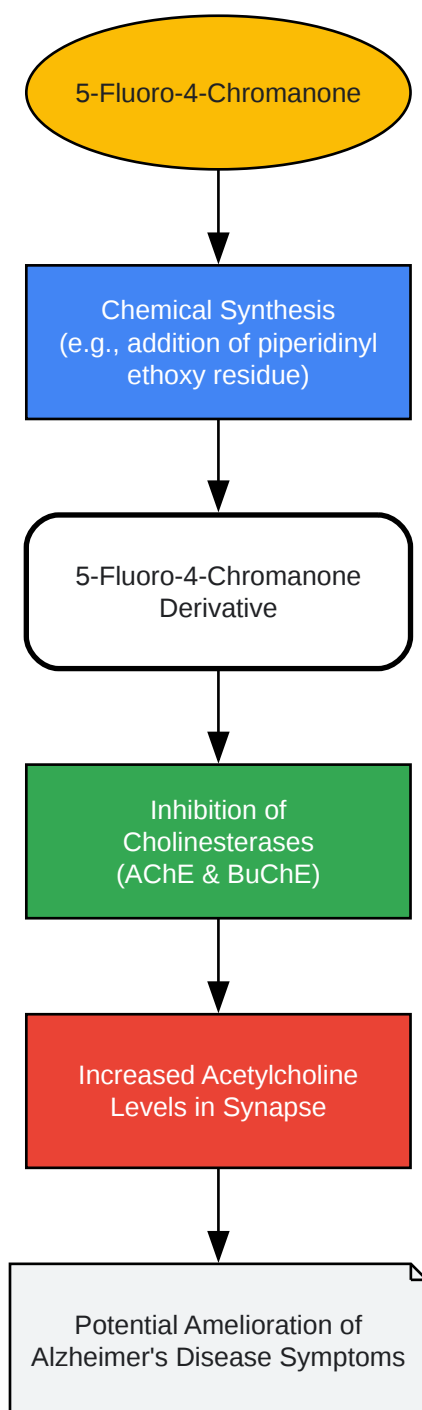 5-Fluoro-4-Chromanone
Chemical Synthesis
(e.g., addition of piperidinyl
ethoxy residue)
5-Fluoro-4-Chromanone
Derivative
Inhibition of
Cholinesterases
(AChE & BuChE)
Increased Acetylcholine
Levels in Synapse
Potential Amelioration of
Alzheimer's Disease Symptoms